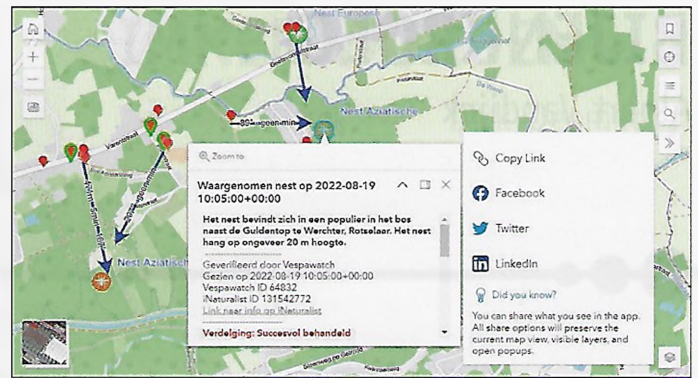 Nest Europese
Nest Aziatische
Varenstraat
Nest Aziatisch
Zoom to
Waargenomen nest op 2022-08-19
10:05:00+00:00
Het nest bevindt zich in een populier in het bos
naast de Guldentop te Werchter, Rotselaar. Het nest
hang op ongeveer 20 m hoogte.
Geverifieerd door Vespawatch
Gezien op 2022-08-19 10:05:00+00:00
Vespawatch ID 64832
iNaturalist ID 131542772
Link naar info op iNaturalist
Verdelging: Succesvol behandeld
Copy Link
Facebook
Twitter
LinkedIn
Did you know?
You can share what you see in the app.
All share options will preserve the
current map view, visible layers, and
open popups.